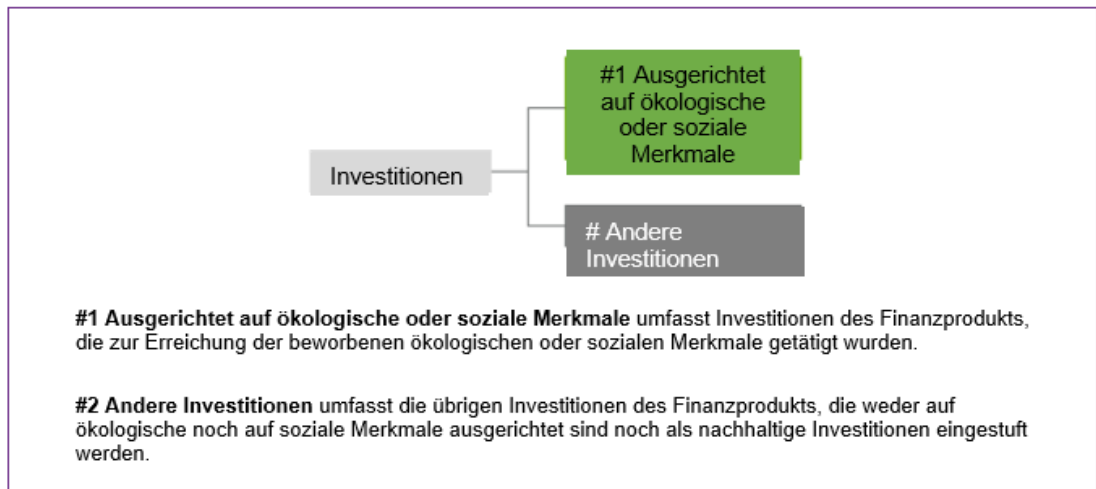 #1 Ausgerichtet
auf ökologische
oder soziale
Merkmale
Investitionen
# Andere
Investitionen
#1 Ausgerichtet auf ökologische oder soziale Merkmale umfasst Investitionen des Finanzprodukts,
die zur Erreichung der beworbenen ökologischen oder sozialen Merkmale getätigt wurden.
#2 Andere Investitionen umfasst die übrigen Investitionen des Finanzprodukts, die weder auf
ökologische noch auf soziale Merkmale ausgerichtet sind noch als nachhaltige Investitionen eingestuft
werden.